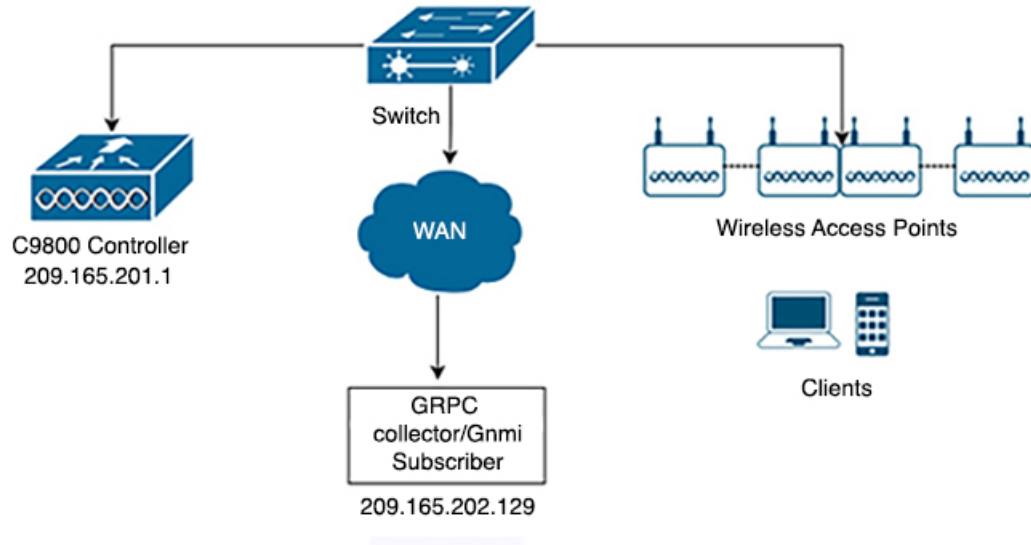 Switch
C9800 Controller
209.165.201.1
WAN
Wireless Access Points
Clients
GRPC
collector/Gnmi
Subscriber
209.165.202.129